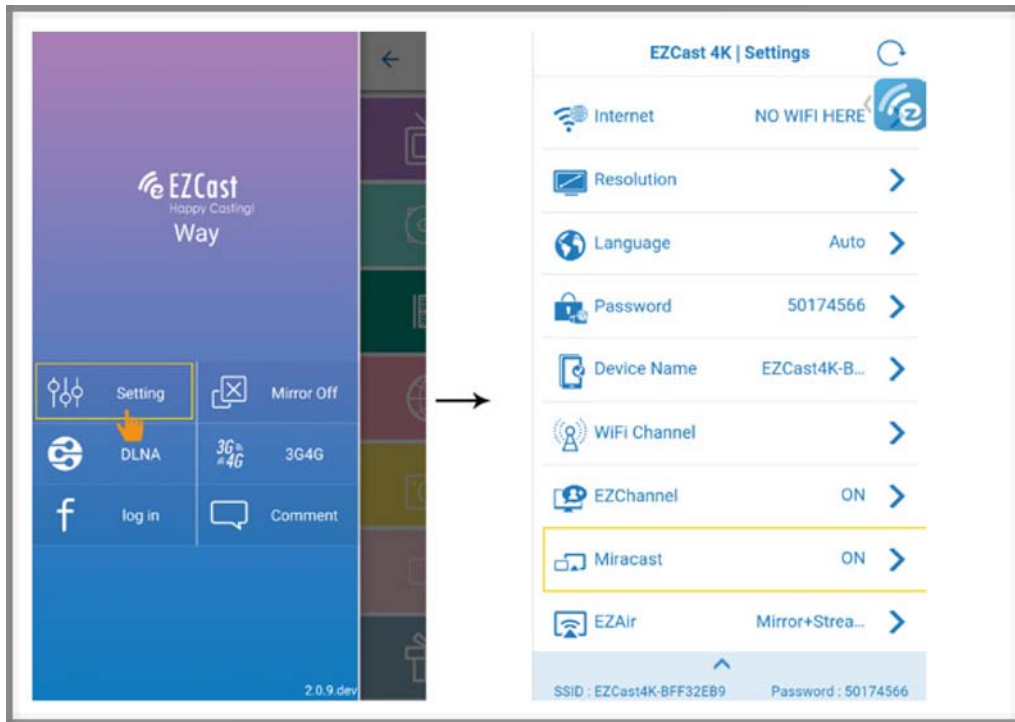 EZCast
Happy Casting!
Way
Setting
Mirror Off
DLNA
3G 4G
3G4G
f
log in
Comment
2.0.9.dev
EZCast 4K | Settings
Internet NO WIFI HERE
Resolution
Language Auto
Password 50174566
Device Name EZCast4K-B...
WiFi Channel
EZChannel ON
Miracast ON
EZAir Mirror+Strea...
SSID : EZCast4K-BFF32EB9 Password : 50174566